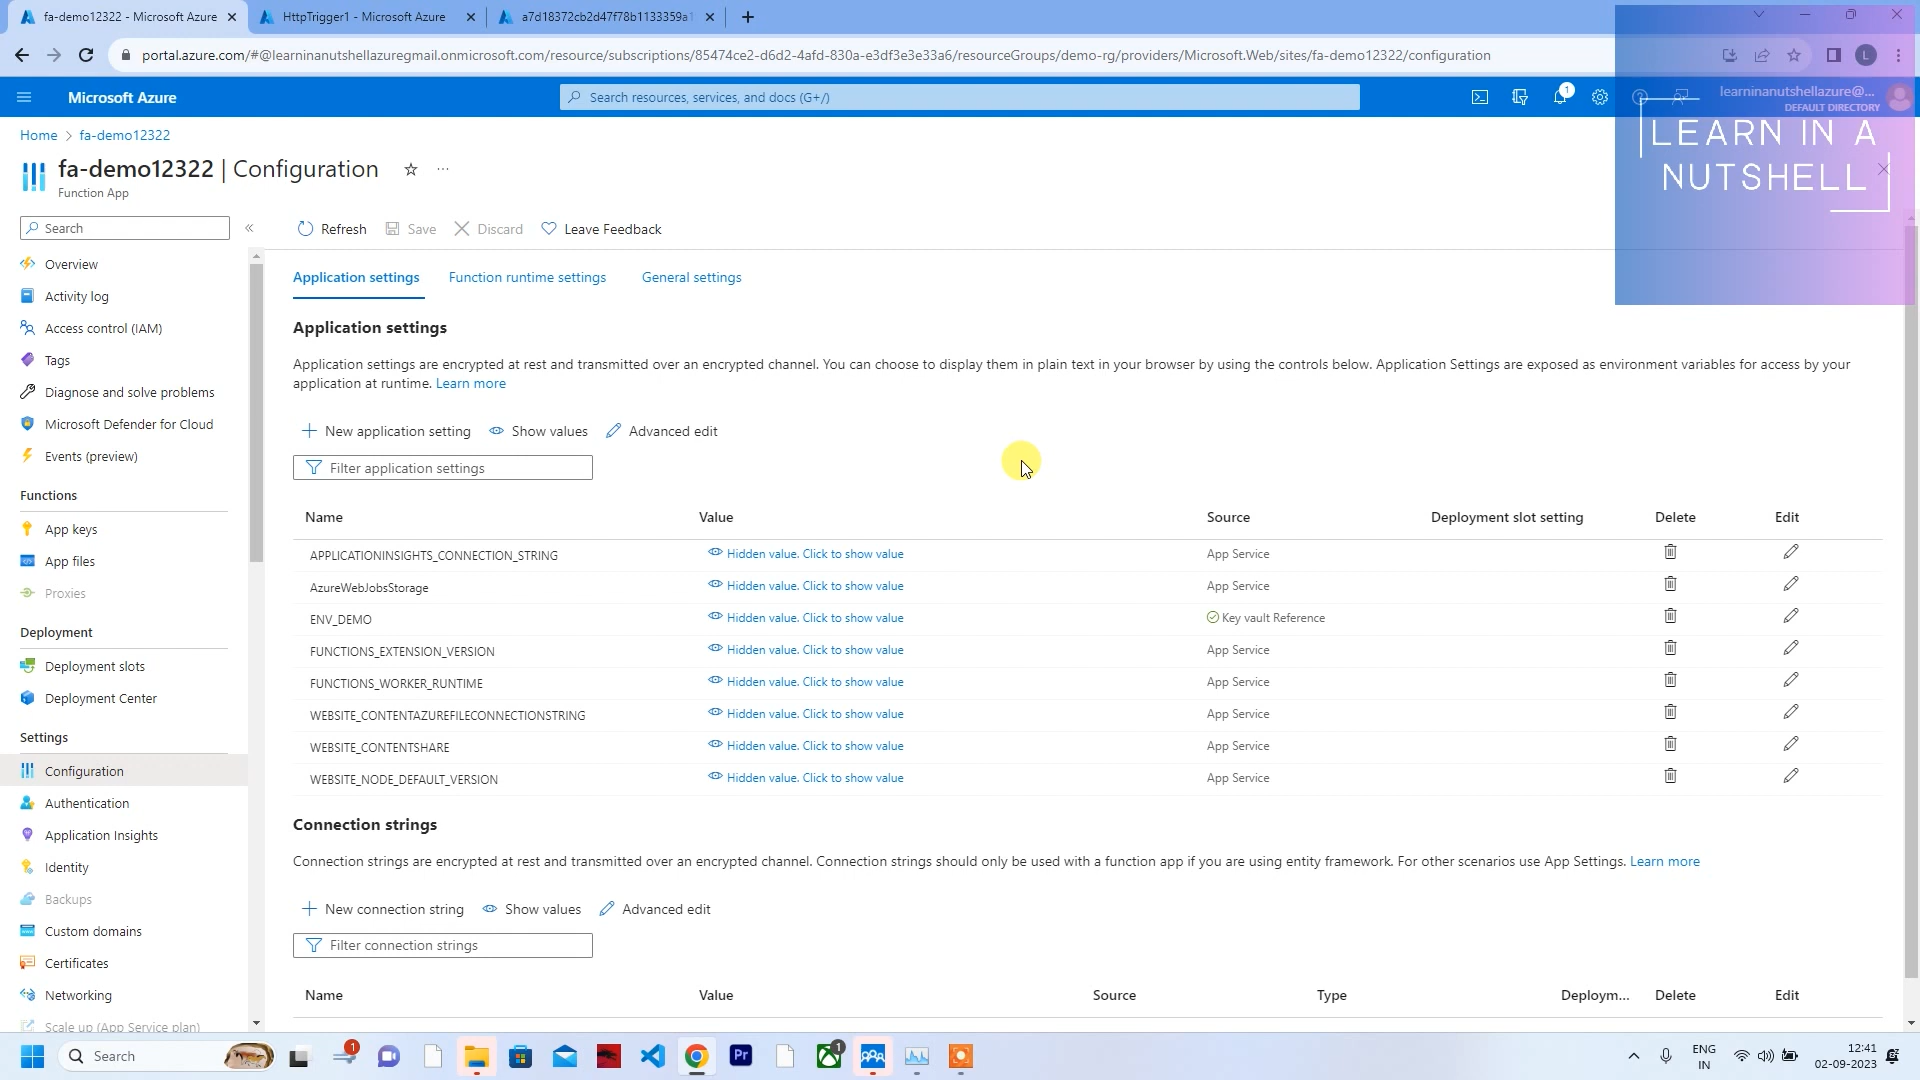 fa-demo12322 - Microsoft Azure
HttpTrigger1 - Microsoft Azure
a7d18372cb2d47f78b1133359a1
portal.azure.com/#@learninanutshellazuregmail.onmicrosoft.com/resource/subscriptions/85474ce2-d6d2-4afd-830a-e3df3e3e33a6/resourceGroups/demo-rg/providers/Microsoft.Web/sites/fa-demo12322/configuration
L
Microsoft Azure
Search resources, services, and docs (G+/)
1
learninanutshellazure@...
DEFAULT DIRECTORY
LEARN IN A
NUTSHELL
Home > fa-demo12322
fa-demo12322 | Configuration
Function App
Search
Overview
Activity log
Access control (IAM)
Tags
Diagnose and solve problems
Microsoft Defender for Cloud
Events (preview)
Functions
App keys
App files
Proxies
Deployment
Deployment slots
Deployment Center
Settings
Configuration
Authentication
Application Insights
Identity
Backups
Custom domains
Certificates
Networking
Scale up (App Service plan)
Refresh Save Discard Leave Feedback
Application settings Function runtime settings General settings
Application settings
Application settings are encrypted at rest and transmitted over an encrypted channel. You can choose to display them in plain text in your browser by using the controls below. Application Settings are exposed as environment variables for access by your
application at runtime. Learn more
New application setting Show values Advanced edit
Filter application settings
Name Value Source Deployment slot setting Delete Edit
APPLICATIONINSIGHTS_CONNECTION_STRING Hidden value. Click to show value App Service
AzureWebJobsStorage Hidden value. Click to show value App Service
ENV_DEMO Hidden value. Click to show value Key vault Reference
FUNCTIONS_EXTENSION_VERSION Hidden value. Click to show value App Service
FUNCTIONS_WORKER_RUNTIME Hidden value. Click to show value App Service
WEBSITE_CONTENTAZUREFILECONNECTIONSTRING Hidden value. Click to show value App Service
WEBSITE_CONTENTSHARE Hidden value. Click to show value App Service
WEBSITE_NODE_DEFAULT_VERSION Hidden value. Click to show value App Service
Connection strings
Connection strings are encrypted at rest and transmitted over an encrypted channel. Connection strings should only be used with a function app if you are using entity framework. For other scenarios use App Settings. Learn more
New connection string Show values Advanced edit
Filter connection strings
Name Value Source Type Deploym... Delete Edit
Search
1
Pr
1
ENG
IN
12:41
02-09-2023